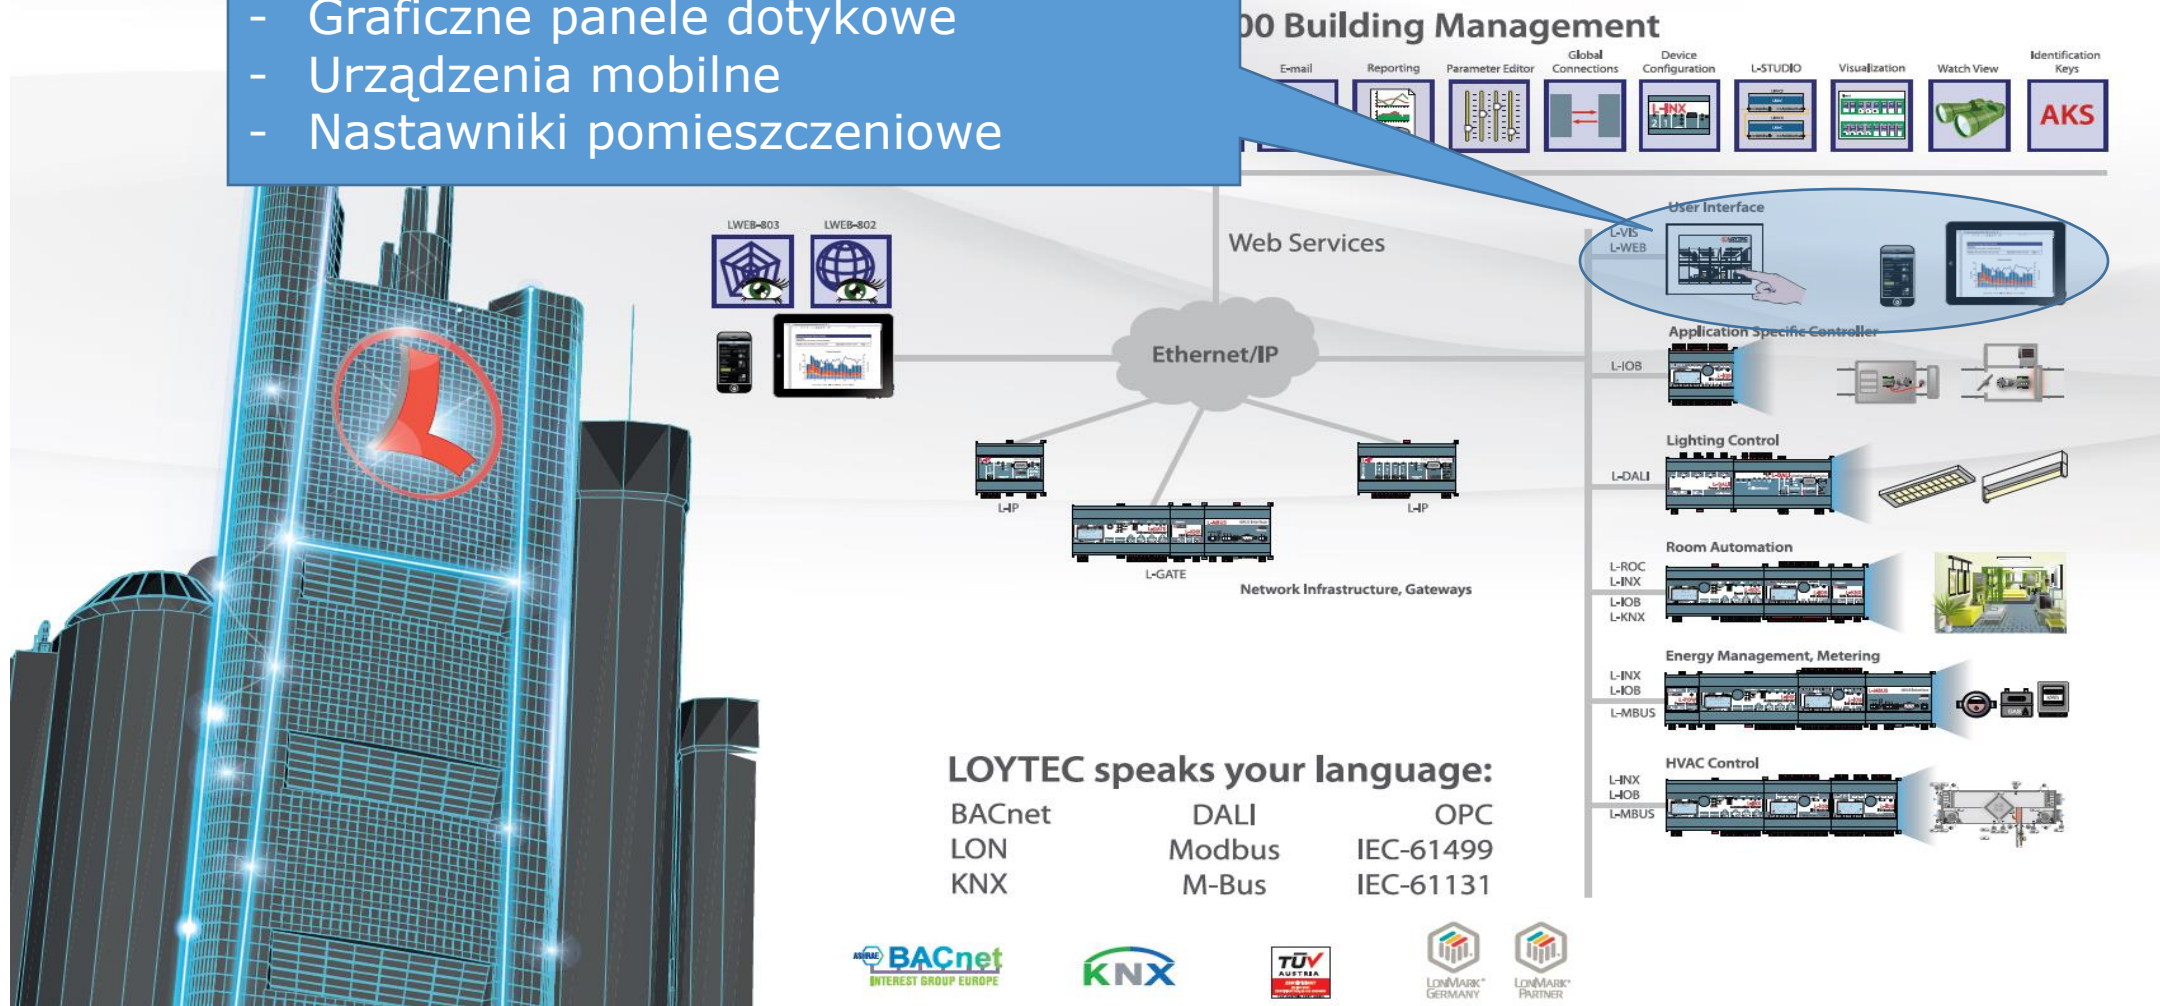 - Graficzne panele dotykowe
- Urządzenia mobilne
- Nastawniki pomieszczeniowe
00 Building Management
E-mail
Reporting
Parameter Editor
Global
Connections
Device
Configuration
L-STUDIO
Visualization
Watch View
Identification
Keys
L-INX
AKS
LWEB-803
LWEB-802
Web Services
Ethernet/IP
L-IP
L-GATE
L-IP
Network Infrastructure, Gateways
User Interface
L-VIS
L-WEB
LOYTEC
Application Specific Controller
L-IOB
Lighting Control
L-DALI
Room Automation
L-ROC
L-INX
L-IOB
L-KNX
Energy Management, Metering
L-INX
L-IOB
L-MBUS
HVAC Control
L-INX
L-IOB
L-MBUS
LOYTEC speaks your language:
BACnet DALI OPC
LON Modbus IEC-61499
KNX M-Bus IEC-61131
ASHRAE BACnet
INTEREST GROUP EUROPE
KNX
TÜV
AUSTRIA
LONMARK®
GERMANY
LONMARK®
PARTNER